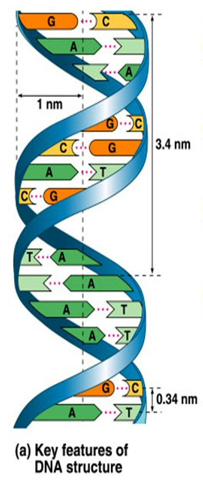 G C
A
A
1 nm
G C
C G
3.4 nm
A T
C G
T A
A
A T
A T
G C
0.34 nm
A T
(a) Key features of
DNA structure